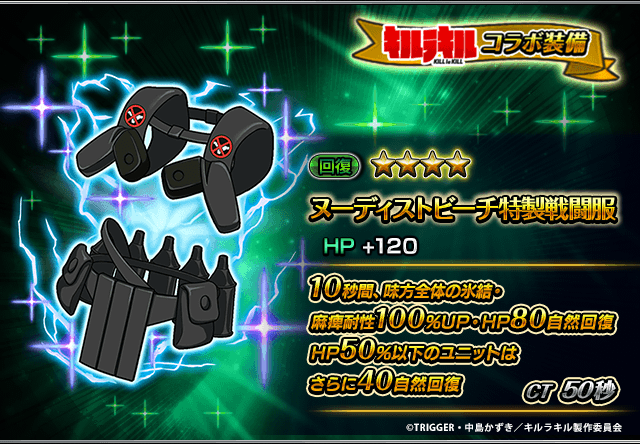 キルラキル コラボ装備
KILL la KILL
回復
ヌーディストビーチ特製戦闘服
HP +120
10秒間、味方全体の氷結・
麻痺耐性100%UP・HP80自然回復
HP50%以下のユニットは
さらに40自然回復
CT 50秒
©TRIGGER・中島かずき／キルラキル製作委員会